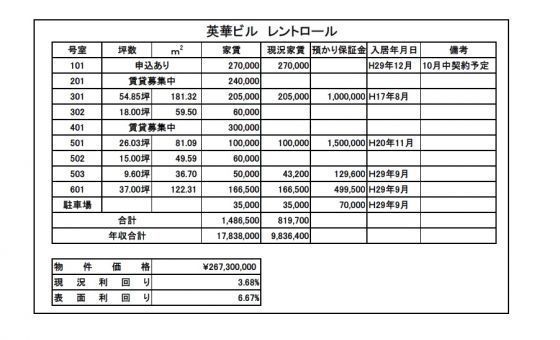 英華ビル レントロール
号室 坪数 ㎡ 家賃 現況家賃 預かり保証金 入居年月日 備考
101 申込あり 270,000 270,000 H29年12月 10月中契約予定
201 賃貸募集中 240,000
301 54.85坪 181.32 205,000 205,000 1,000,000 H17年8月
302 18.00坪 59.50 60,000
401 賃貸募集中 300,000
501 26.03坪 81.09 100,000 100,000 1,500,000 H20年11月
502 15.00坪 49.59 60,000
503 9.60坪 36.70 50,000 43,200 129,600 H29年9月
601 37.00坪 122.31 166,500 166,500 499,500 H29年9月
駐車場 35,000 35,000 70,000 H29年9月
合計 1,486,500 819,700
年収合計 17,838,000 9,836,400
物件価格 ¥267,300,000
現況利回り 3.68%
表面利回り 6.67%